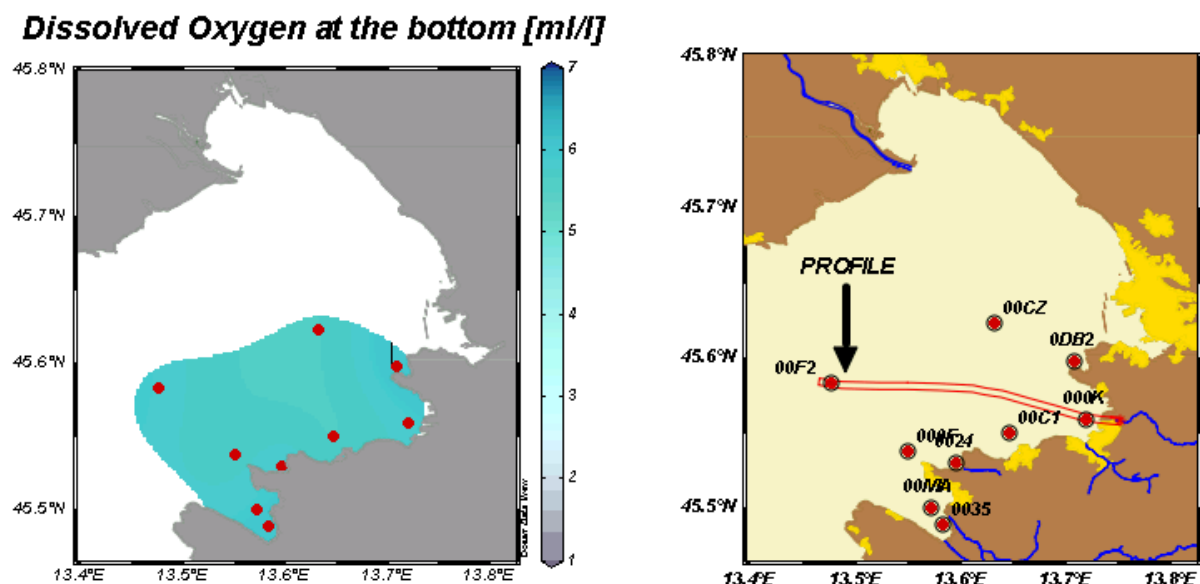 Dissolved Oxygen at the bottom [ml/l]
45.8°N
45.7°N
45.6°N
45.5°N
13.4°E
13.5°E
13.6°E
13.7°E
13.8°E
7
6
5
4
3
2
1
Ocean Data View
45.8°N
45.7°N
45.6°N
45.5°N
PROFILE
00CZ
0DB2
00F2
000K
00C1
000F
0024
00MA
0035
13.4°E
13.5°E
13.6°E
13.7°E
13.8°E